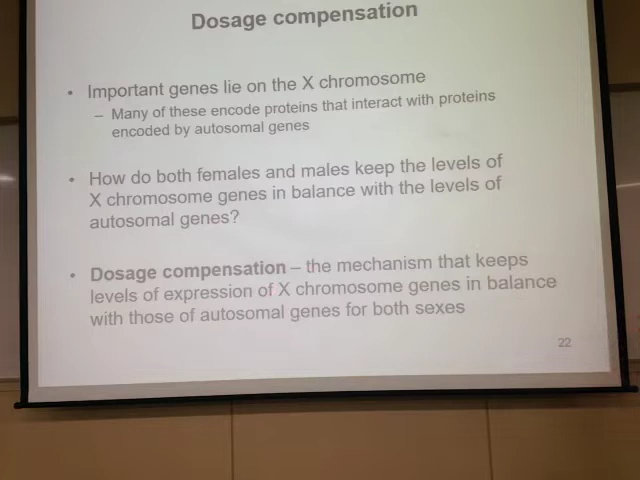 Dosage compensation
• Important genes lie on the X chromosome
– Many of these encode proteins that interact with proteins
encoded by autosomal genes
• How do both females and males keep the levels of
X chromosome genes in balance with the levels of
autosomal genes?
• Dosage compensation – the mechanism that keeps
levels of expression of X chromosome genes in balance
with those of autosomal genes for both sexes
22